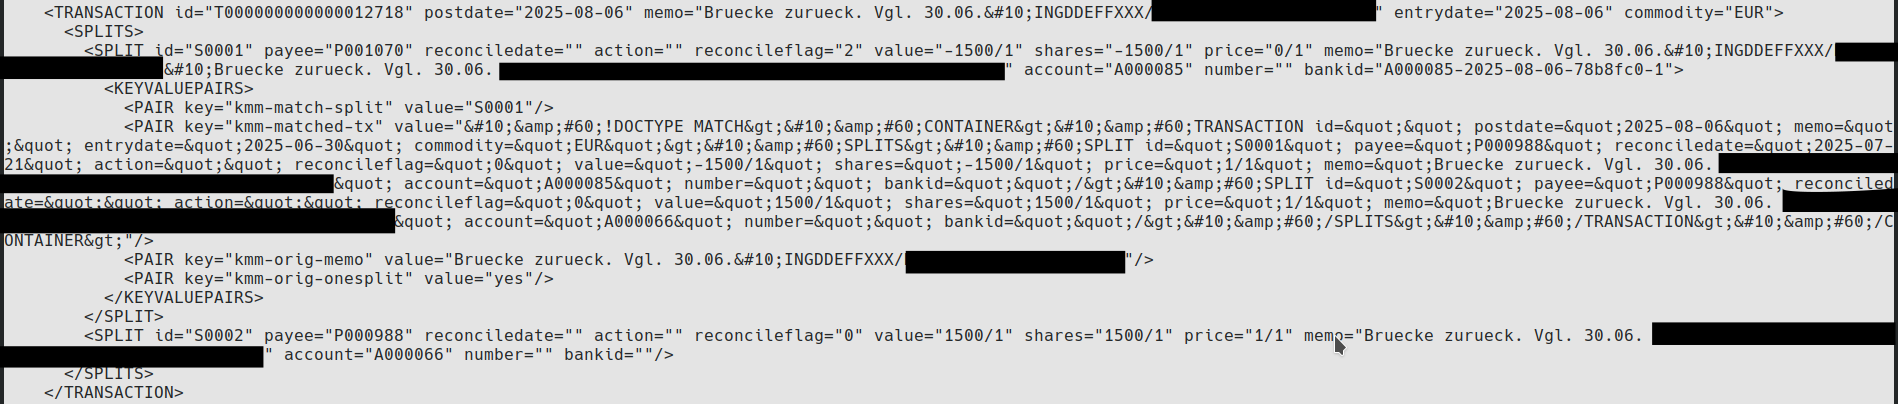 <TRANSACTION id="T000000000000012718" postdate="2025-08-06" memo="Bruecke zurueck. Vgl. 30.06.&#10;INGDDEFFXXX/" entrydate="2025-08-06" commodity="EUR">
<SPLITS>
<SPLIT id="S0001" payee="P001070" reconciledate="" action="" reconcileflag="2" value="-1500/1" shares="-1500/1" price="0/1" memo="Bruecke zurueck. Vgl. 30.06.&#10;INGDDEFFXXX/
&#10;Bruecke zurueck. Vgl. 30.06. " account="A000085" number="" bankid="A000085-2025-08-06-78b8fc0-1">
<KEYVALUEPAIRS>
<PAIR key="kmm-match-split" value="S0001"/>
<PAIR key="kmm-matched-tx" value="&#10;&amp;#60;!DOCTYPE MATCH&gt;&#10;&amp;#60;CONTAINER&gt;&#10;&amp;#60;TRANSACTION id=&quot;&quot; postdate=&quot;2025-08-06&quot; memo=&quot
;&quot; entrydate=&quot;2025-06-30&quot; commodity=&quot;EUR&quot;&gt;&#10;&amp;#60;SPLITS&gt;&#10;&amp;#60;SPLIT id=&quot;S0001&quot; payee=&quot;P000988&quot; reconciledate=&quot;2025-07-
21&quot; action=&quot;&quot; reconcileflag=&quot;0&quot; value=&quot;-1500/1&quot; shares=&quot;-1500/1&quot; price=&quot;1/1&quot; memo=&quot;Bruecke zurueck. Vgl. 30.06.
&quot; account=&quot;A000085&quot; number=&quot;&quot; bankid=&quot;&quot;/&gt;&#10;&amp;#60;SPLIT id=&quot;S0002&quot; payee=&quot;P000988&quot; reconciled
ate=&quot;&quot; action=&quot;&quot; reconcileflag=&quot;0&quot; value=&quot;1500/1&quot; shares=&quot;1500/1&quot; price=&quot;1/1&quot; memo=&quot;Bruecke zurueck. Vgl. 30.06.
&quot; account=&quot;A000066&quot; number=&quot;&quot; bankid=&quot;&quot;/&gt;&#10;&amp;#60;/SPLITS&gt;&#10;&amp;#60;/TRANSACTION&gt;&#10;&amp;#60;/C
ONTAINER&gt;"/>
<PAIR key="kmm-orig-memo" value="Bruecke zurueck. Vgl. 30.06.&#10;INGDDEFFXXX/"/>
<PAIR key="kmm-orig-onesplit" value="yes"/>
</KEYVALUEPAIRS>
</SPLIT>
<SPLIT id="S0002" payee="P000988" reconciledate="" action="" reconcileflag="0" value="1500/1" shares="1500/1" price="1/1" memo="Bruecke zurueck. Vgl. 30.06.
" account="A000066" number="" bankid=""/>
</SPLITS>
</TRANSACTION>